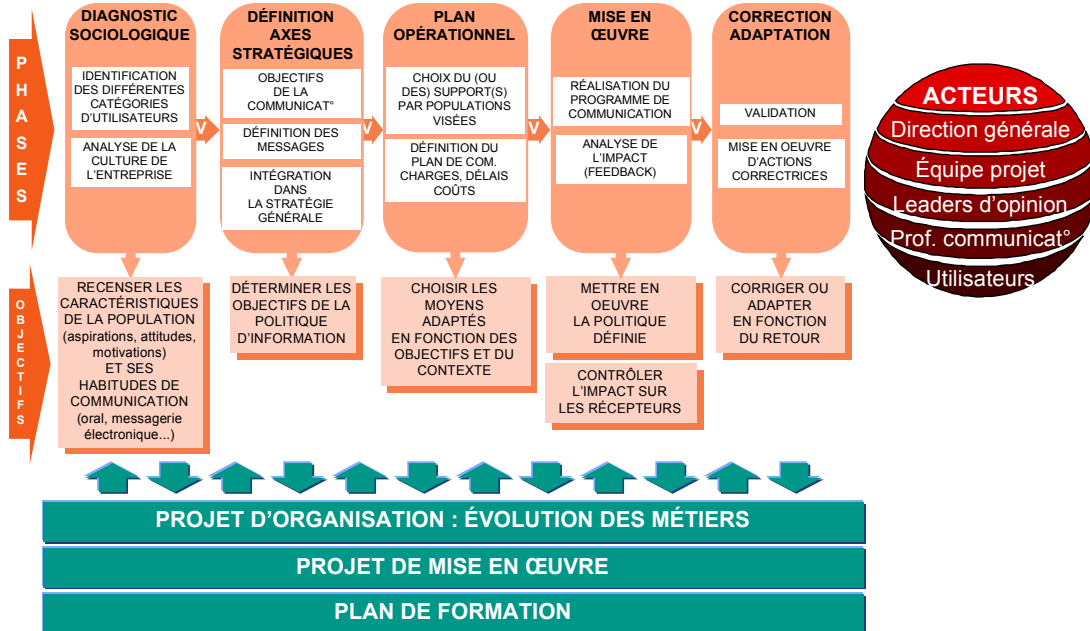 PHASES
DIAGNOSTIC
SOCIOLOGIQUE
IDENTIFICATION
DES DIFFÉRENTES
CATÉGORIES
D'UTILISATEURS
ANALYSE DE LA
CULTURE DE
L'ENTREPRISE
V
DÉFINITION
AXES
STRATÉGIQUES
OBJECTIFS
DE LA
COMMUNICAT°
DÉFINITION DES
MESSAGES
INTÉGRATION
DANS
LA STRATÉGIE
GÉNÉRALE
V
PLAN
OPÉRATIONNEL
CHOIX DU (OU
DES) SUPPORT(S)
PAR POPULATIONS
VISÉES
DÉFINITION DU
PLAN DE COM.
CHARGES, DÉLAIS
COÛTS
V
MISE EN
ŒUVRE
RÉALISATION DU
PROGRAMME DE
COMMUNICATION
ANALYSE DE
L'IMPACT
(FEEDBACK)
V
CORRECTION
ADAPTATION
VALIDATION
MISE EN OEUVRE
D'ACTIONS
CORRECTRICES
ACTEURS
Direction générale
Équipe projet
Leaders d'opinion
Prof. communicat°
Utilisateurs
OBJECTIFS
RECENSER LES
CARACTÉRISTIQUES
DE LA POPULATION
(aspirations, attitudes,
motivations)
ET SES
HABITUDES DE
COMMUNICATION
(oral, messagerie
électronique...)
DÉTERMINER LES
OBJECTIFS DE LA
POLITIQUE
D'INFORMATION
CHOISIR LES
MOYENS
ADAPTÉS
EN FONCTION DES
OBJECTIFS ET DU
CONTEXTE
METTRE EN
OEUVRE
LA POLITIQUE
DÉFINIE
CONTRÔLER
L'IMPACT SUR
LES RÉCEPTEURS
CORRIGER OU
ADAPTER
EN FONCTION
DU RETOUR
PROJET D'ORGANISATION : ÉVOLUTION DES MÉTIERS
PROJET DE MISE EN ŒUVRE
PLAN DE FORMATION